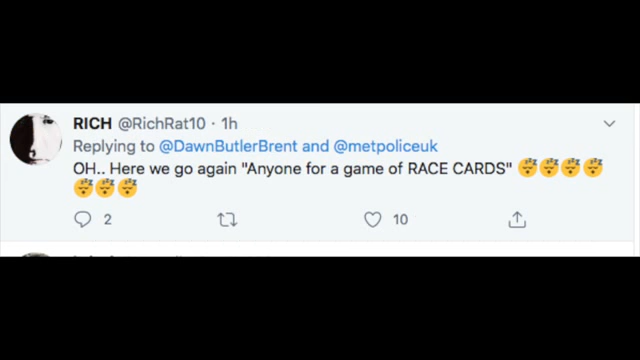 RICH @RichRat10 · 1h
Replying to @DawnButlerBrent and @metpoliceuk
OH.. Here we go again "Anyone for a game of RACE CARDS" 😴😴😴😴
😴😴😴
2 10